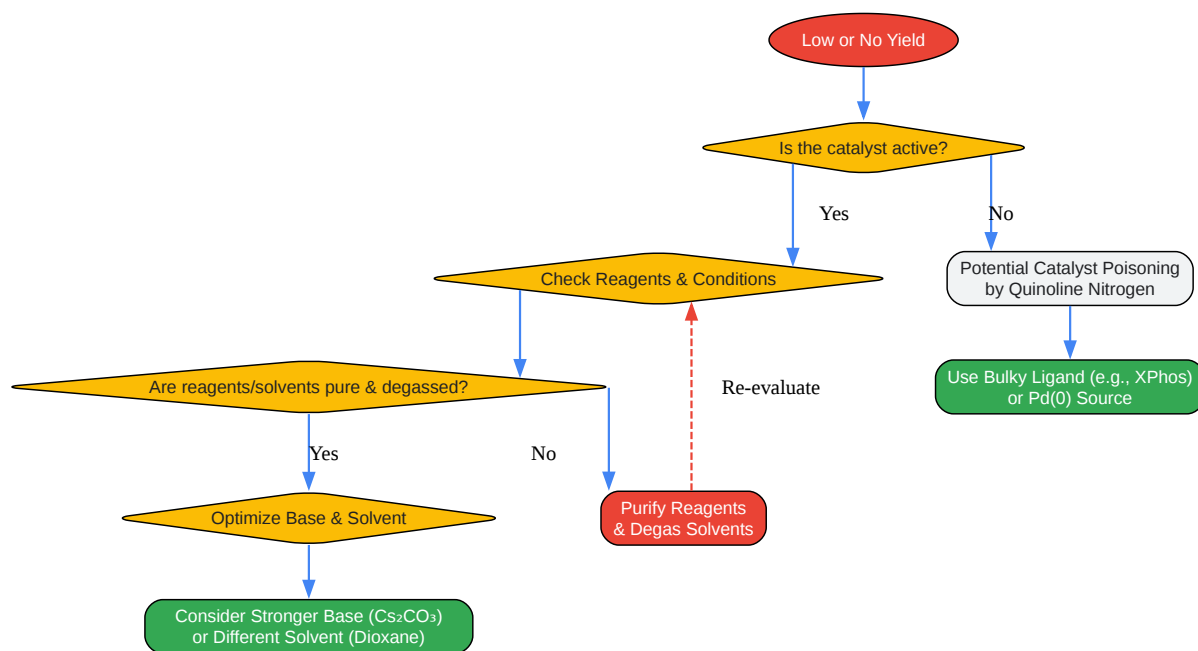 Low or No Yield
Is the catalyst active?
Yes
No
Check Reagents & Conditions
Potential Catalyst Poisoning
by Quinoline Nitrogen
Are reagents/solvents pure & degassed?
Re-evaluate
Use Bulky Ligand (e.g., XPhos)
or Pd(0) Source
Yes
No
Optimize Base & Solvent
Purify Reagents
& Degas Solvents
Consider Stronger Base (Cs₂CO₃)
or Different Solvent (Dioxane)